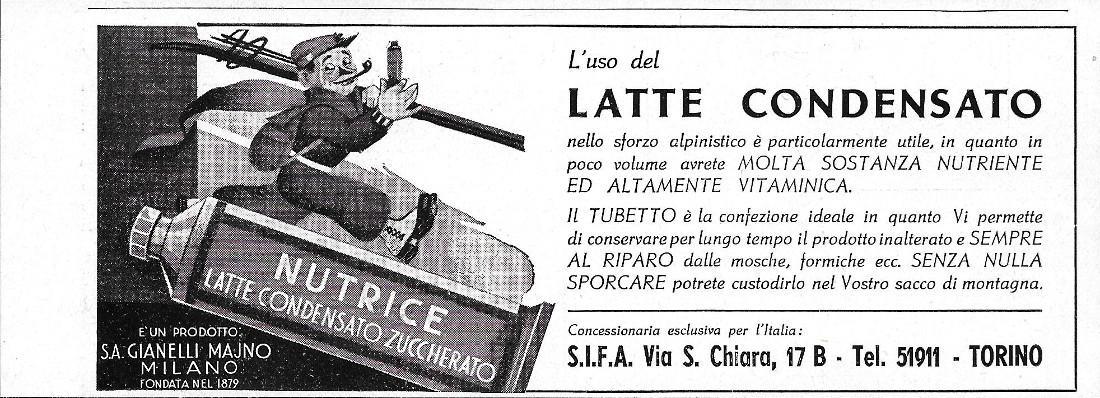 L'uso del
LATTE CONDENSATO
nello sforzo alpinistico è particolarmente utile, in quanto in
poco volume avrete MOLTA SOSTANZA NUTRIENTE
ED ALTAMENTE VITAMINICA.
Il TUBETTO è la confezione ideale in quanto Vi permette
di conservare per lungo tempo il prodotto inalterato e SEMPRE
AL RIPARO dalle mosche, formiche ecc. SENZA NULLA
SPORCARE potrete custodirlo nel Vostro sacco di montagna.
Concessionaria esclusiva per l'Italia:
S.I.F.A. Via S. Chiara, 17 B - Tel. 51911 - TORINO
NUTRICE
LATTE CONDENSATO ZUCCHERATO
E' UN PRODOTTO:
S.A. GIANELLI MAJNO
MILANO
FONDATA NEL 1879